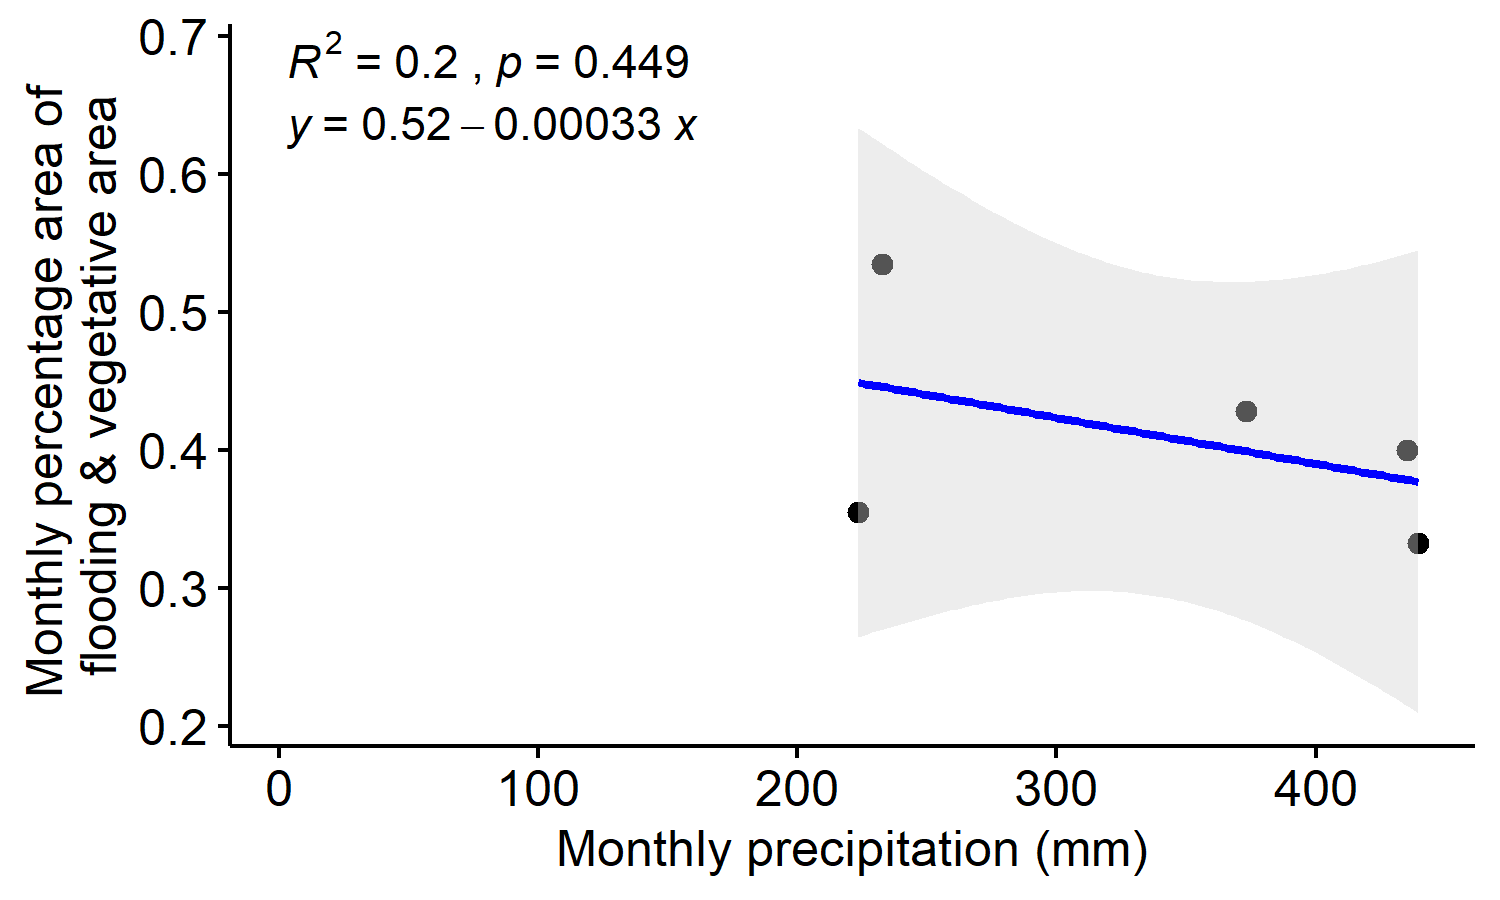 R² = 0.2 , p = 0.449
y = 0.52 – 0.00033 x
Monthly percentage area of
flooding & vegetative area
0.7
0.6
0.5
0.4
0.3
0.2
0 100 200 300 400
Monthly precipitation (mm)